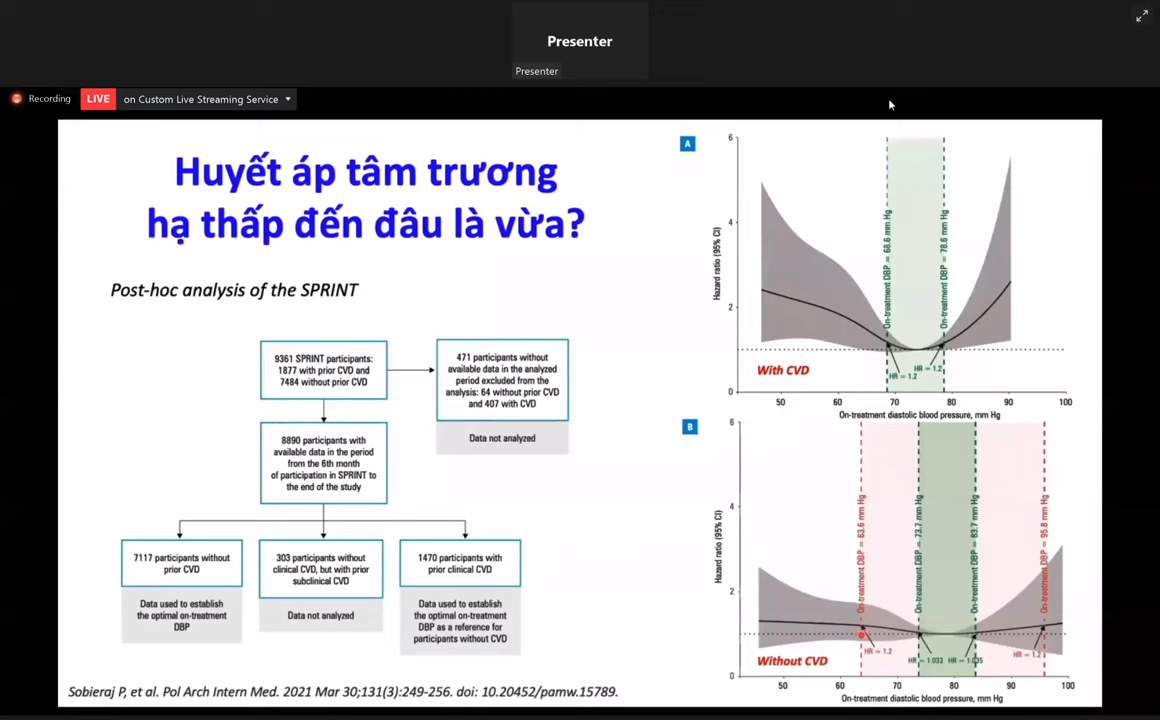 Presenter
Presenter
Recording
LIVE
on Custom Live Streaming Service
Huyết áp tâm trương
hạ thấp đến đâu là vừa?
Post-hoc analysis of the SPRINT
9361 SPRINT participants:
1877 with prior CVD and
7484 without prior CVD
471 participants without
available data in the analyzed
period excluded from the
analysis: 64 without prior CVD
and 407 with CVD
Data not analyzed
8890 participants with
available data in the period
from the 6th month
of participation in SPRINT to
the end of the study
7117 participants without
prior CVD
Data used to establish
the optimal on-treatment
DBP
303 participants without
clinical CVD, but with prior
subclinical CVD
Data not analyzed
1470 participants with
prior clinical CVD
Data used to establish
the optimal on-treatment
DBP as a reference for
participants without CVD
Sobieraj P, et al. Pol Arch Intern Med. 2021 Mar 30;131(3):249-256. doi: 10.20452/pamw.15789.
A
6
4
2
0
Hazard ratio (95% CI)
On-treatment DBP = 68.6 mm Hg
On-treatment DBP = 78.6 mm Hg
HR = 1.2
HR = 1.2
With CVD
50 60 70 80 90 100
On-treatment diastolic blood pressure, mm Hg
B
6
4
2
0
Hazard ratio (95% CI)
On-treatment DBP = 63.6 mm Hg
On-treatment DBP = 73.7 mm Hg
On-treatment DBP = 83.7 mm Hg
On-treatment DBP = 95.8 mm Hg
HR = 1.2
HR = 1.033
HR = 1.035
HR = 1.2
Without CVD
50 60 70 80 90 100
On-treatment diastolic blood pressure, mm Hg